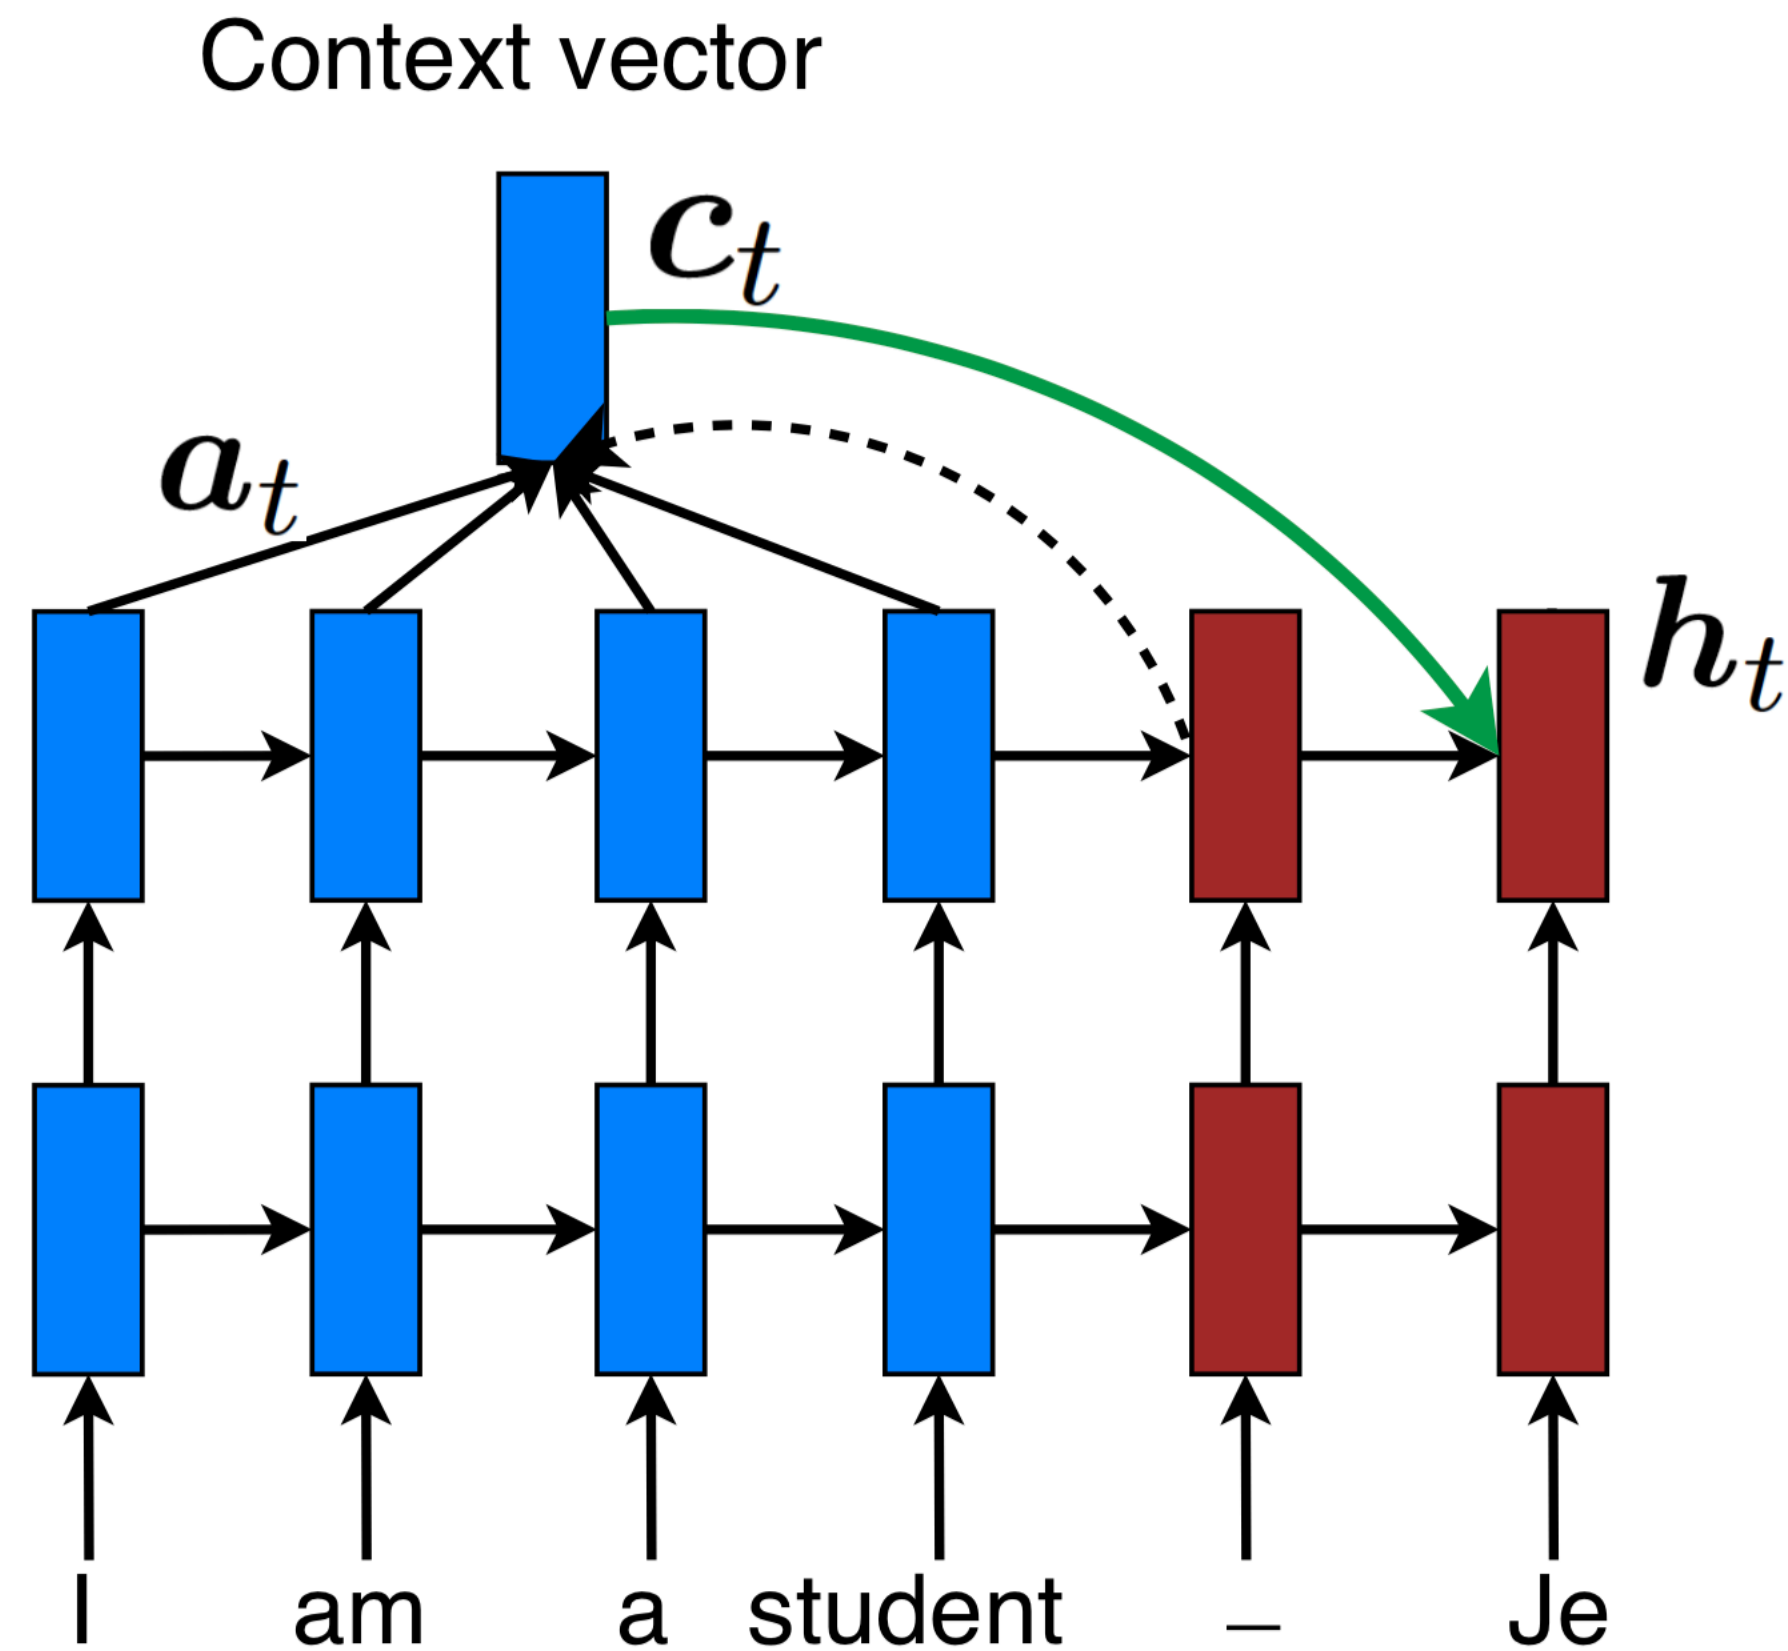 Context vector
c_t
a_t
h_t
I am a student _ Je